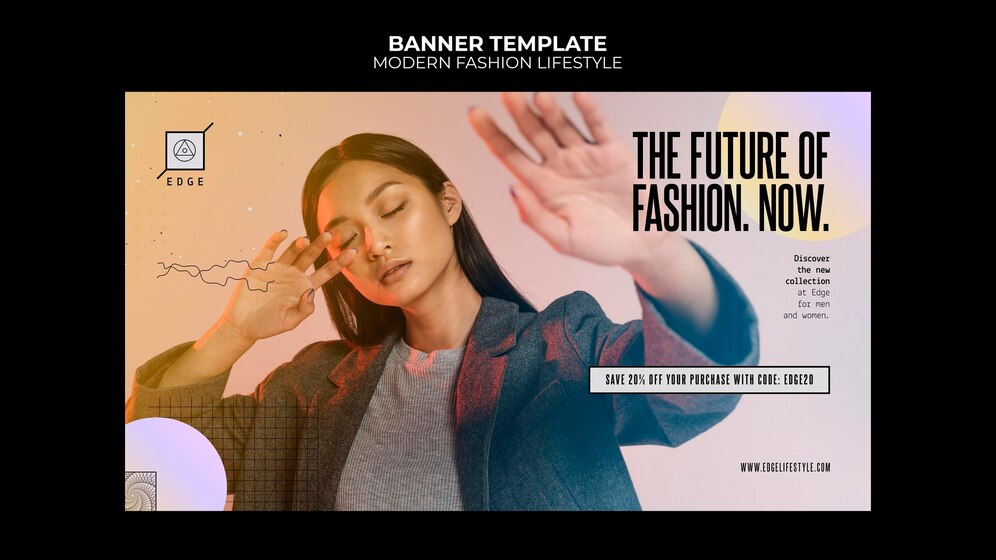 BANNER TEMPLATE
MODERN FASHION LIFESTYLE
EDGE
THE FUTURE OF
FASHION. NOW.
Discover
the new
collection
at Edge
for men
and women.
SAVE 20% OFF YOUR PURCHASE WITH CODE: EDGE20
WWW.EDGELIFESTYLE.COM